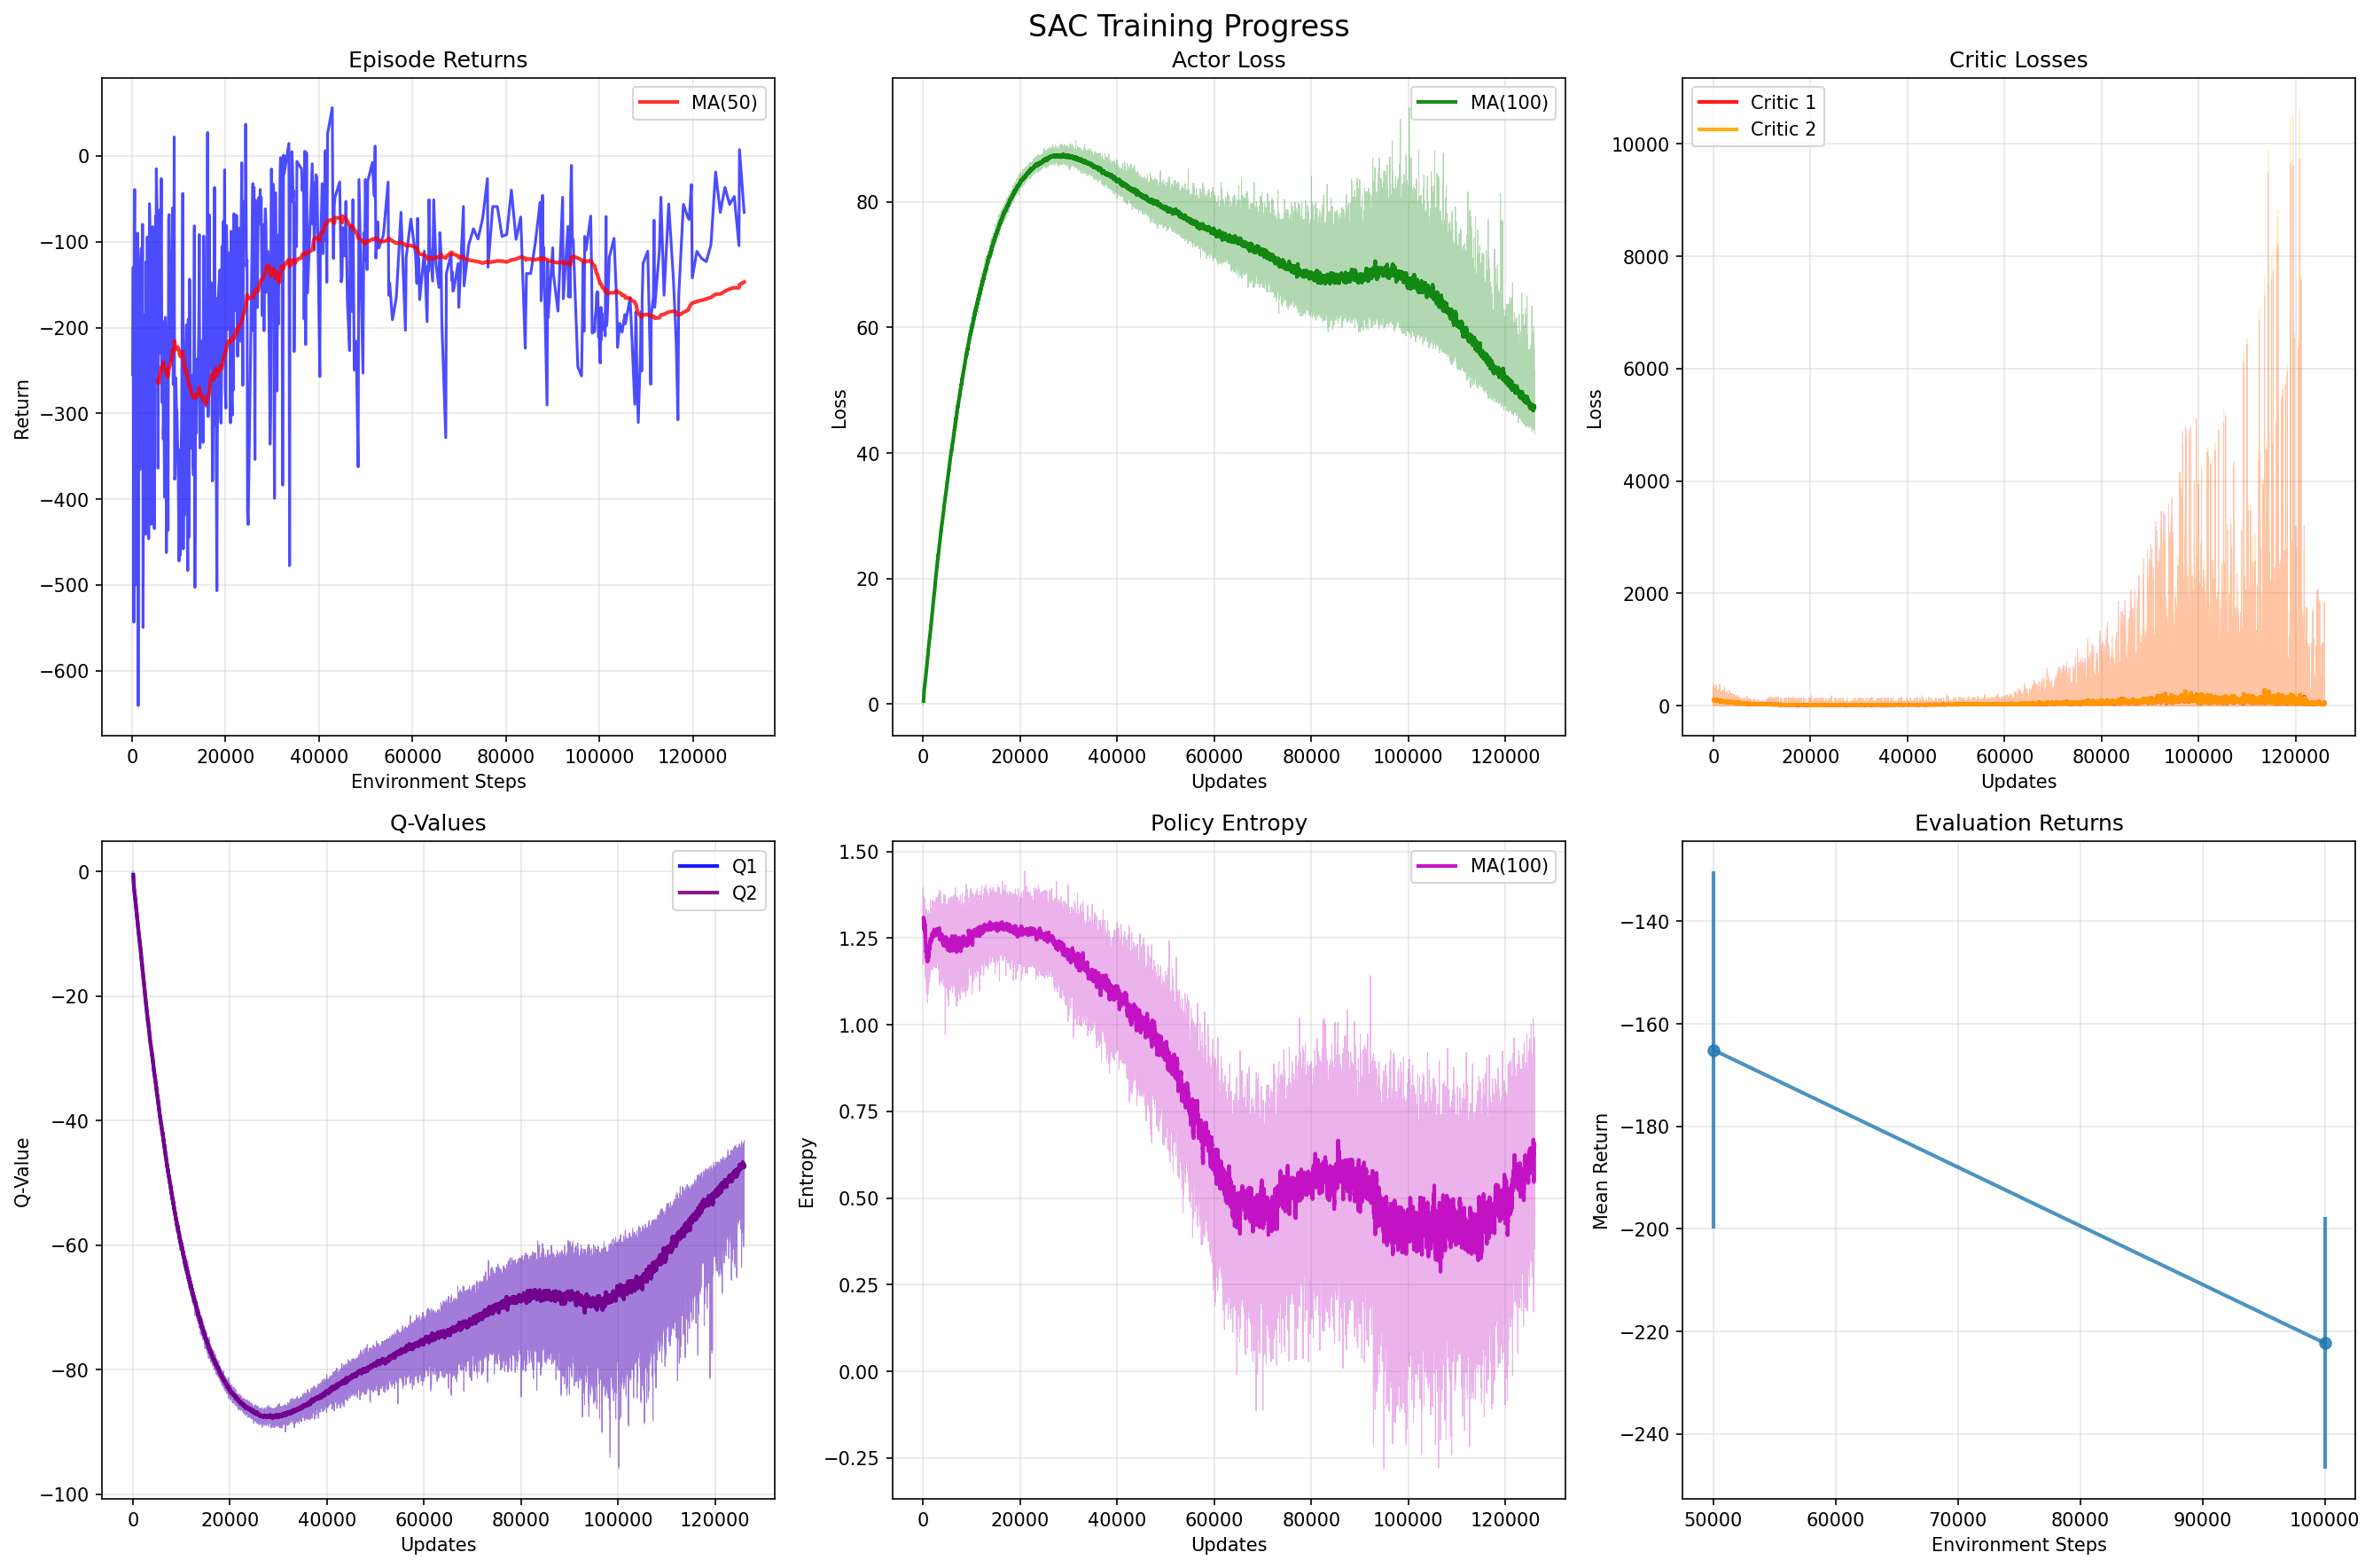 SAC Training Progress
Episode Returns
MA(50)
0
−100
−200
−300
−400
−500
−600
Return
0 20000 40000 60000 80000 100000 120000
Environment Steps
Actor Loss
MA(100)
80
60
40
20
0
Loss
0 20000 40000 60000 80000 100000 120000
Updates
Critic Losses
Critic 1
Critic 2
10000
8000
6000
4000
2000
0
Loss
0 20000 40000 60000 80000 100000 120000
Updates
Q-Values
Q1
Q2
0
−20
−40
−60
−80
−100
Q-Value
0 20000 40000 60000 80000 100000 120000
Updates
Policy Entropy
MA(100)
1.50
1.25
1.00
0.75
0.50
0.25
0.00
−0.25
Entropy
0 20000 40000 60000 80000 100000 120000
Updates
Evaluation Returns
−140
−160
−180
−200
−220
−240
Mean Return
50000 60000 70000 80000 90000 100000
Environment Steps